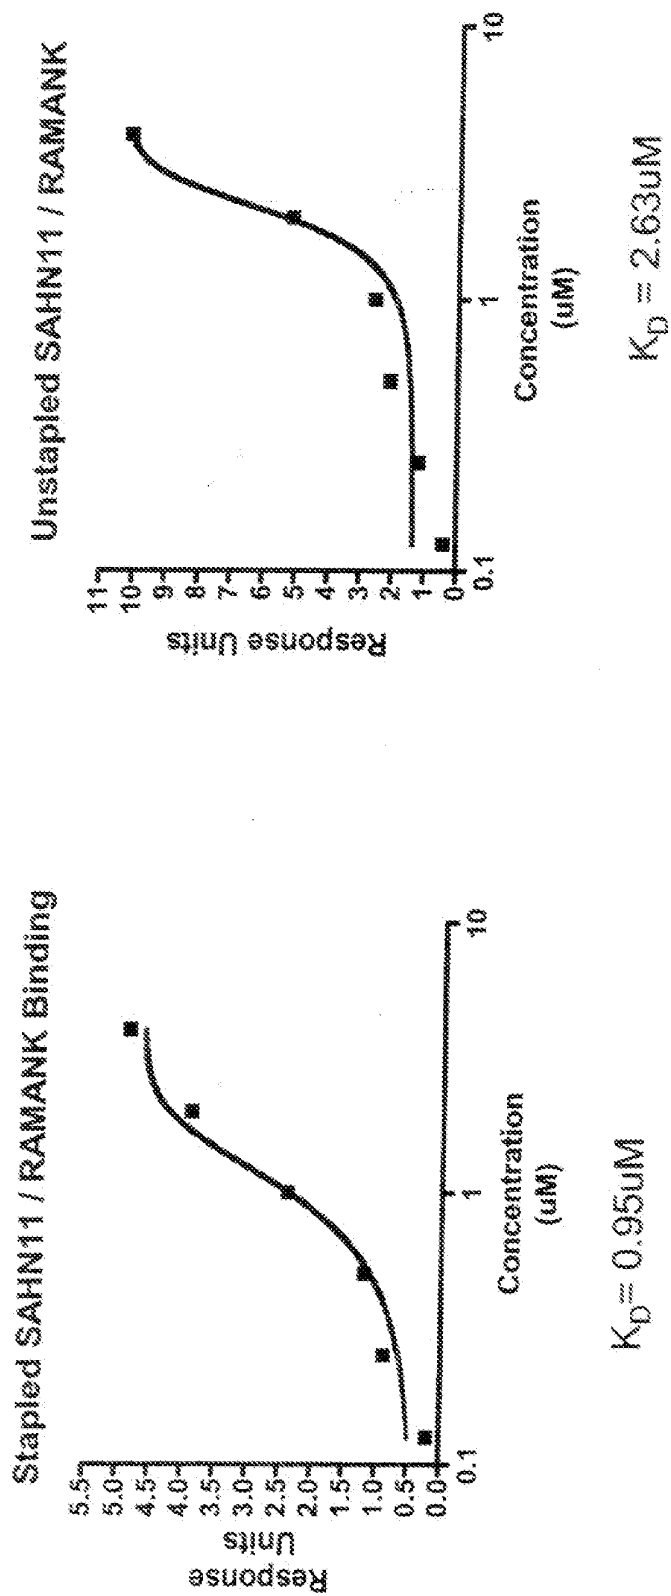 Stapled SAHN11 / RAMANK Binding
Response
Units
5.5
5.0
4.5
4.0
3.5
3.0
2.5
2.0
1.5
1.0
0.5
0.0
0.1
1
10
Concentration
(uM)
K_D= 0.95uM
Unstapled SAHN11 / RAMANK
Response Units
11
10
9
8
7
6
5
4
3
2
1
0
0.1
1
10
Concentration
(uM)
K_D = 2.63uM